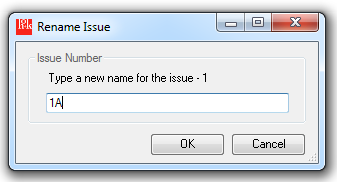 Rename Issue
Issue Number
Type a new name for the issue - 1
1A
OK
Cancel